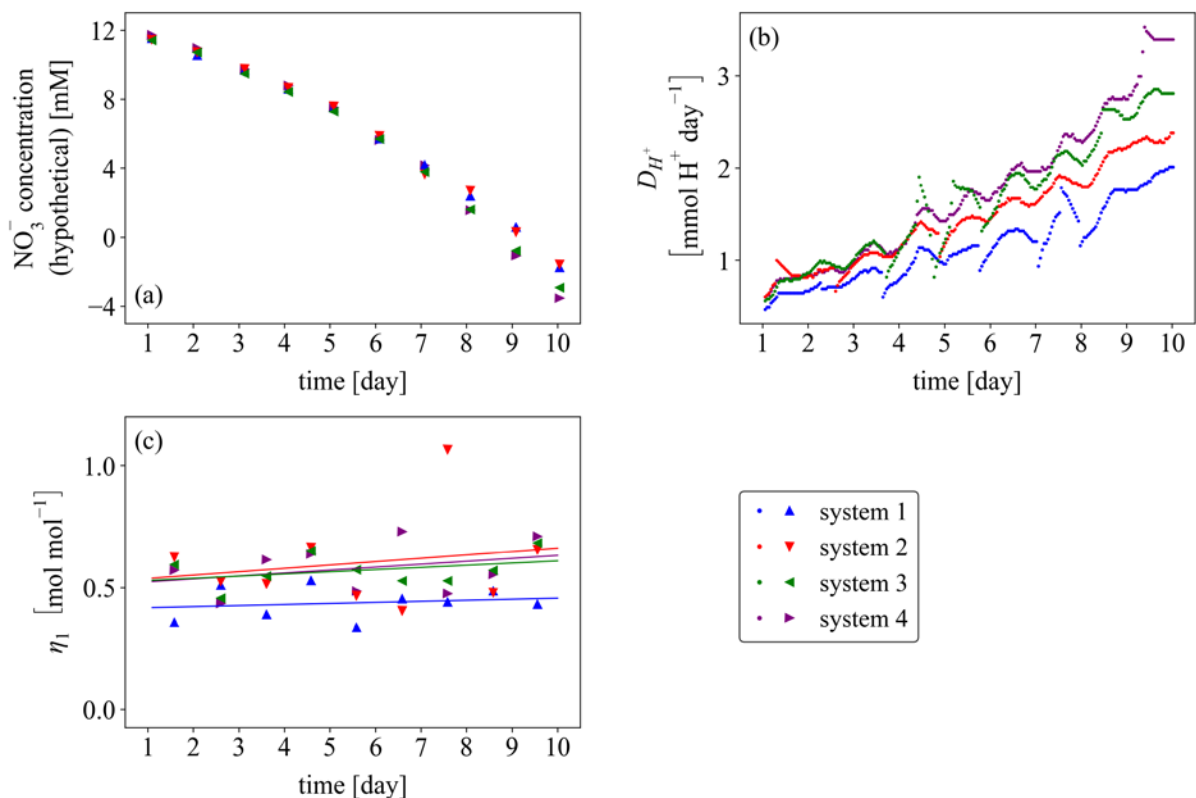 NO₃⁻ concentration
(hypothetical) [mM]
12
8
4
0
−4
(a)
1 2 3 4 5 6 7 8 9 10
time [day]
D_H⁺
[mmol H⁺ day⁻¹]
3
2
1
(b)
1 2 3 4 5 6 7 8 9 10
time [day]
η₁ [mol mol⁻¹]
1.0
0.5
0.0
(c)
1 2 3 4 5 6 7 8 9 10
time [day]
system 1
system 2
system 3
system 4